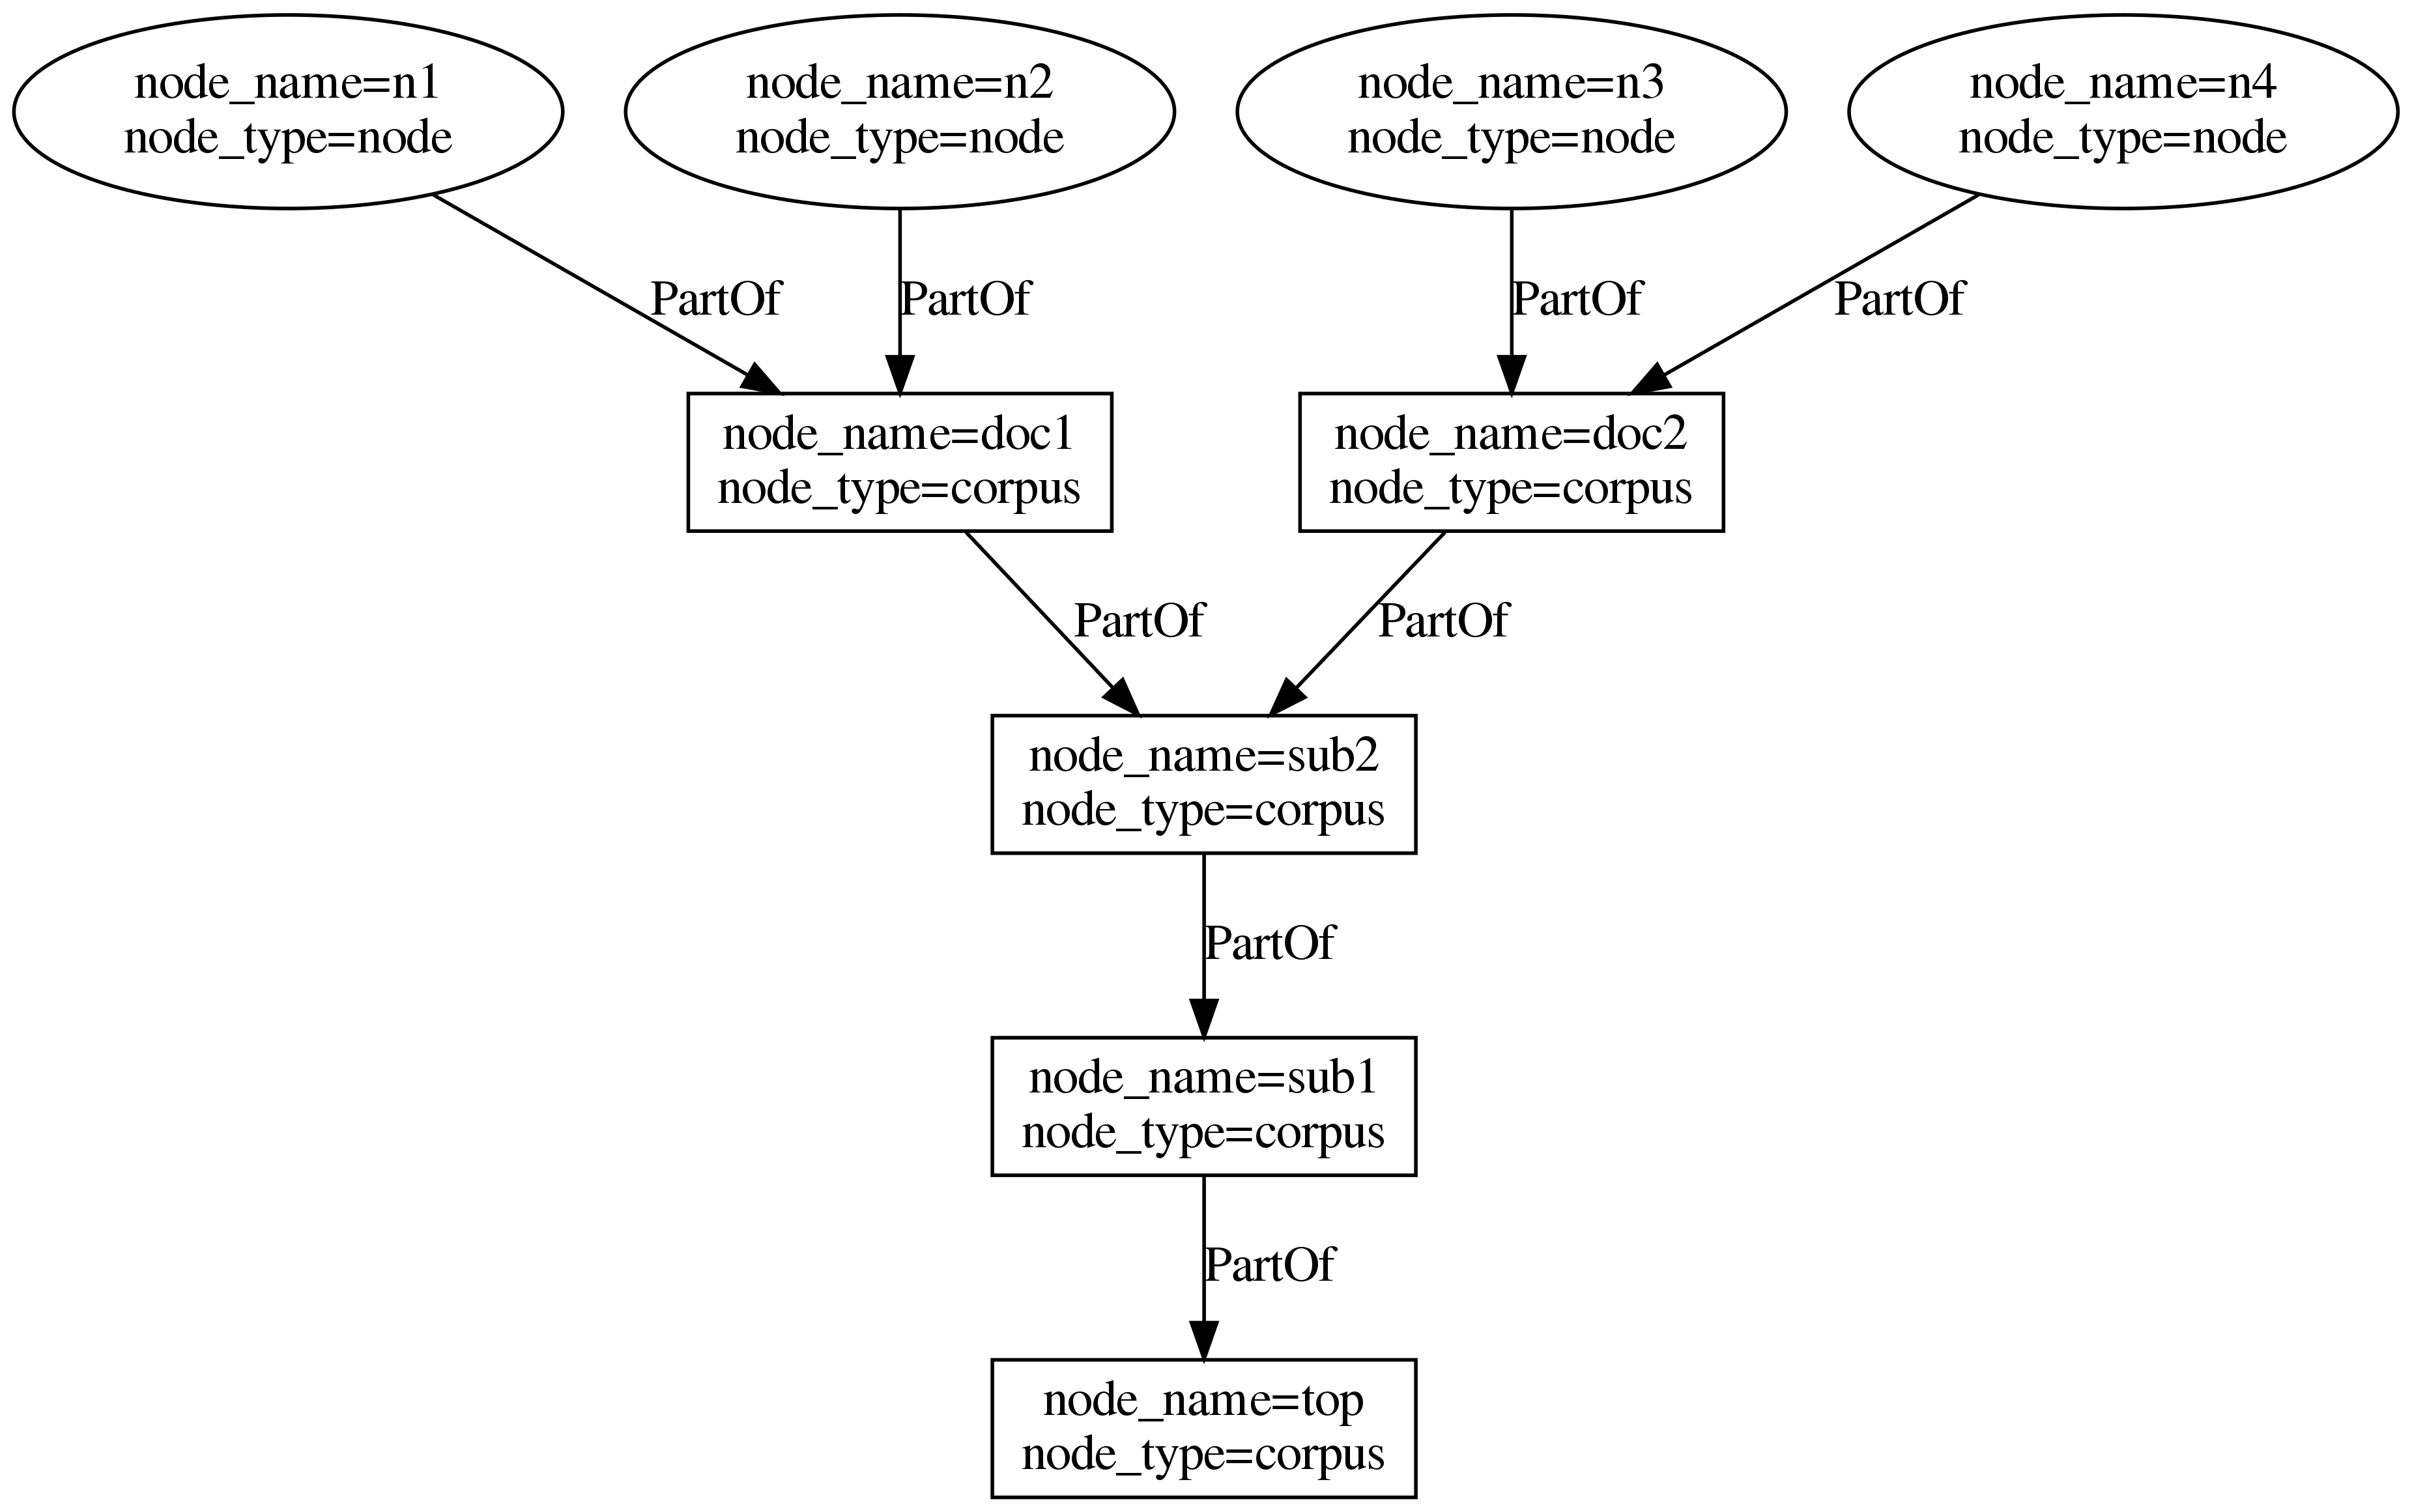 node_name=n1
node_type=node
node_name=n2
node_type=node
node_name=n3
node_type=node
node_name=n4
node_type=node
PartOf
PartOf
PartOf
PartOf
node_name=doc1
node_type=corpus
node_name=doc2
node_type=corpus
PartOf
PartOf
node_name=sub2
node_type=corpus
PartOf
node_name=sub1
node_type=corpus
PartOf
node_name=top
node_type=corpus